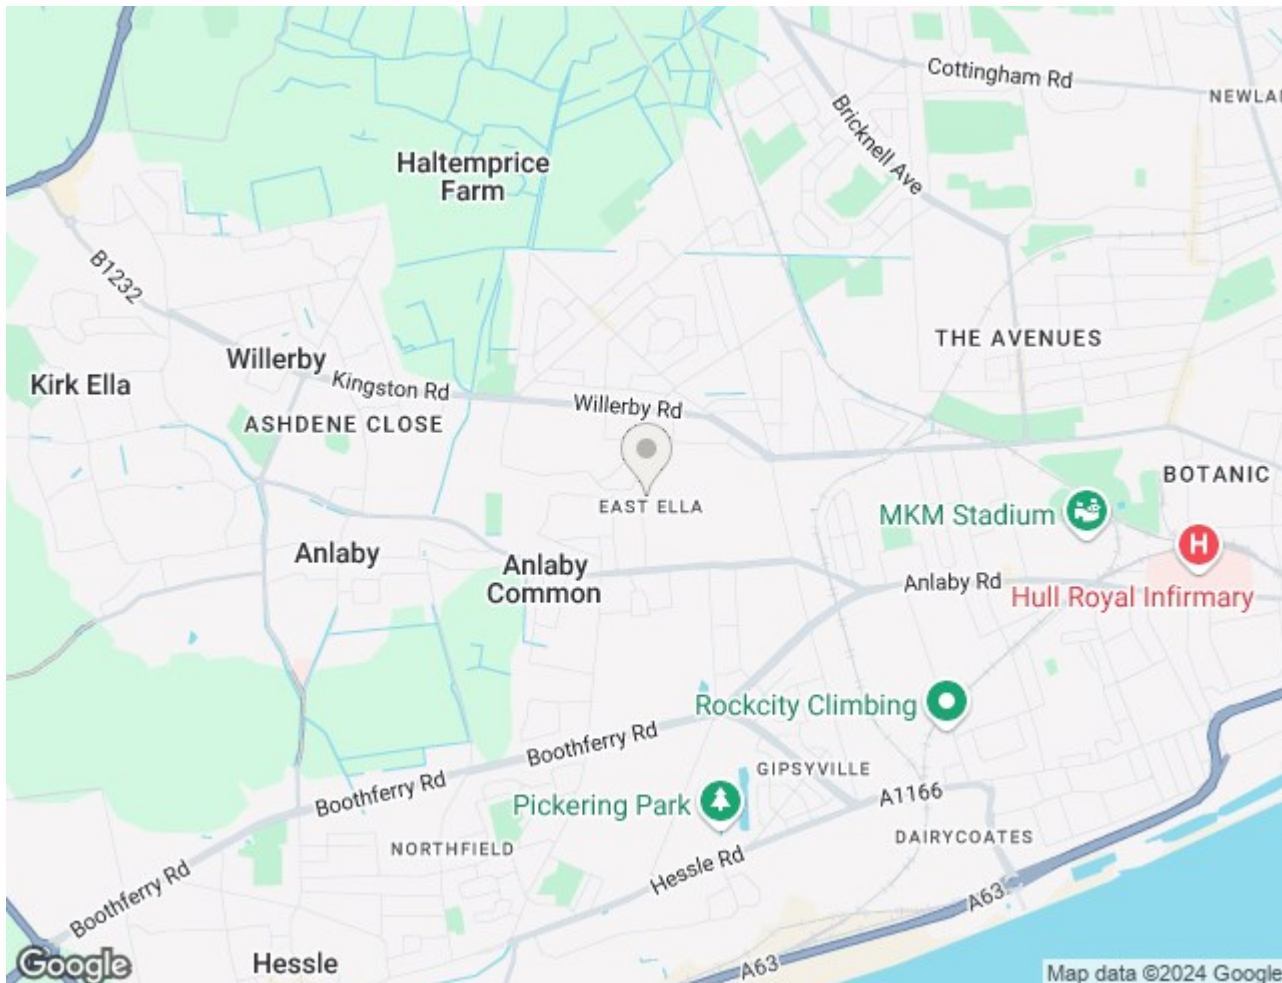 Cottingham Rd
NEWLAN
Bricknell Ave
Haltemprice
Farm
B1232
THE AVENUES
Willerby
Kirk Ella
Kingston Rd
Willerby Rd
ASHDENE CLOSE
BOTANIC
EAST ELLA
MKM Stadium
H
Anlaby
Anlaby
Common
Anlaby Rd
Hull Royal Infirmary
Rockcity Climbing
Boothferry Rd
GIPSYVILLE
Boothferry Rd
A1166
Pickering Park
DAIRYCOATES
NORTHFIELD
Hessle Rd
Boothferry Rd
A63
Hessle
A63
Google
Map data ©2024 Google